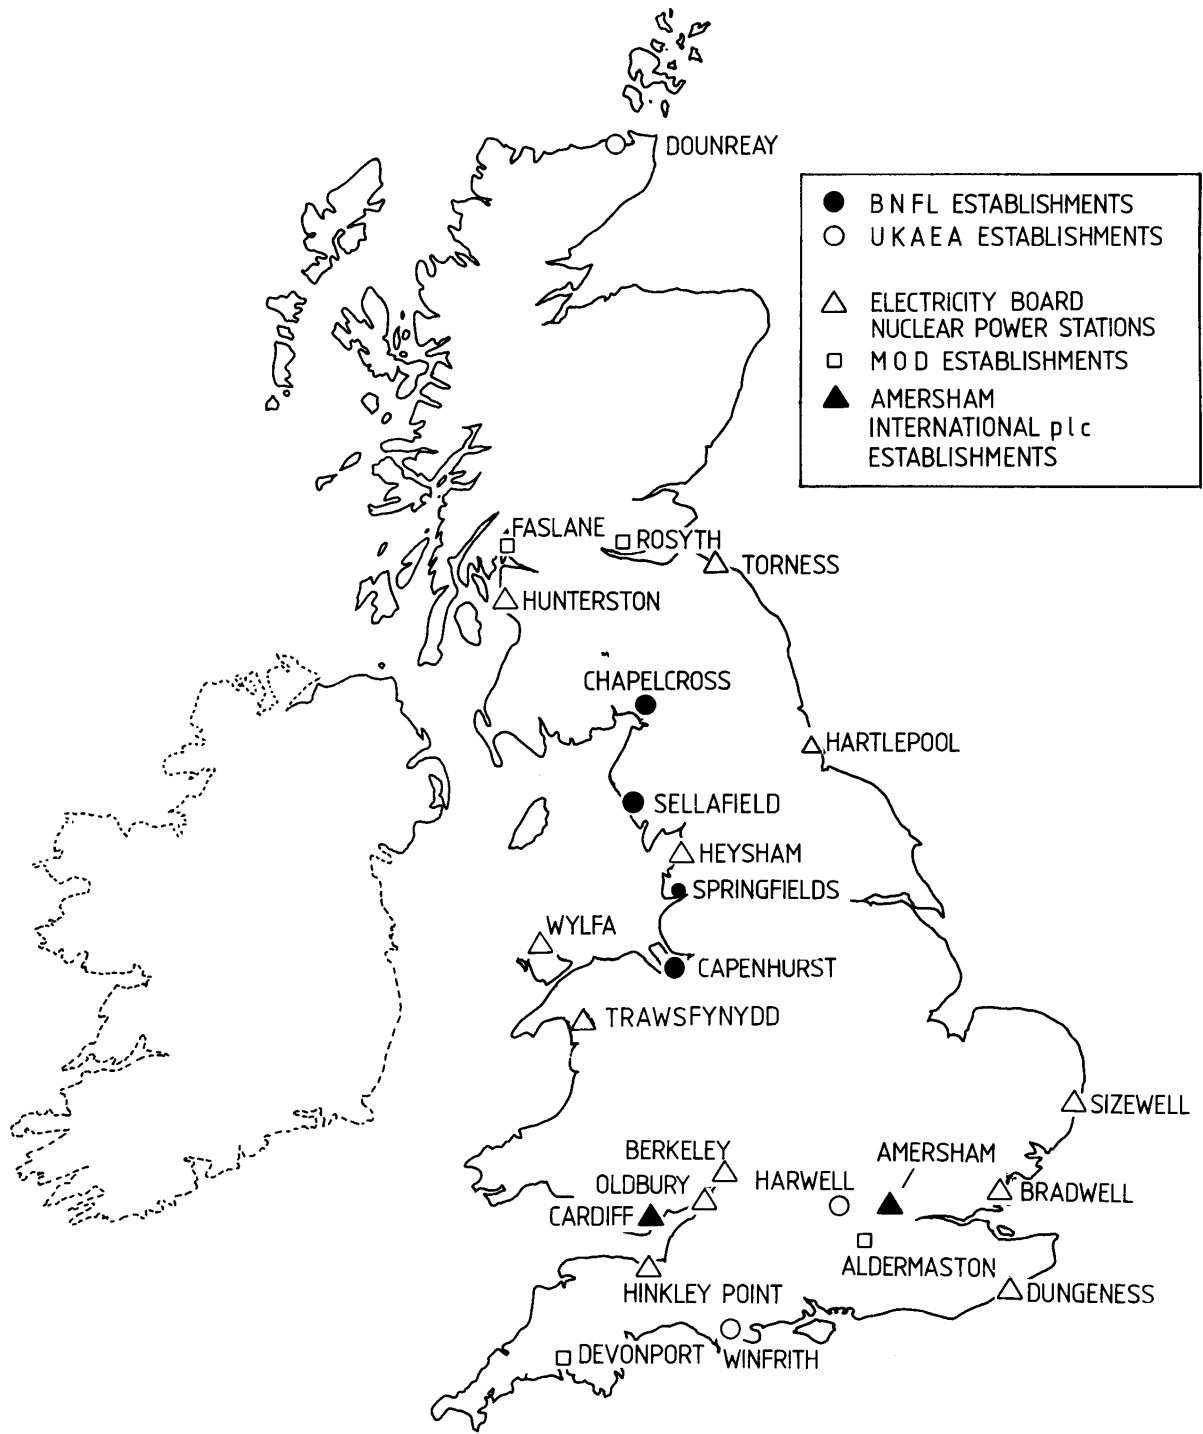 DOUNREAY
BNFL ESTABLISHMENTS
UKAEA ESTABLISHMENTS
ELECTRICITY BOARD
NUCLEAR POWER STATIONS
MOD ESTABLISHMENTS
AMERSHAM
INTERNATIONAL plc
ESTABLISHMENTS
FASLANE
ROSYTH
TORNESS
HUNTERSTON
CHAPELCROSS
HARTLEPOOL
SELLAFIELD
HEYSHAM
SPRINGFIELDS
WYLFA
CAPENHURST
TRAWSFYNYDD
SIZEWELL
BERKELEY
AMERSHAM
HARWELL
OLDBURY
BRADWELL
CARDIFF
ALDERMASTON
HINKLEY POINT
DUNGENESS
DEVONPORT
WINFRITH